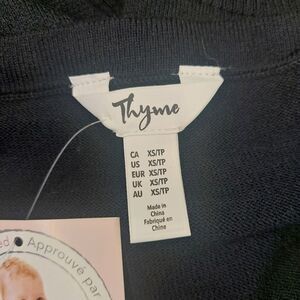 Thyme
CA XS/TP
US XS/TP
EUR XS/TP
UK XS/TP
AU XS/TP
Made in
China
Fabriqué en
Chine
Approuvé par